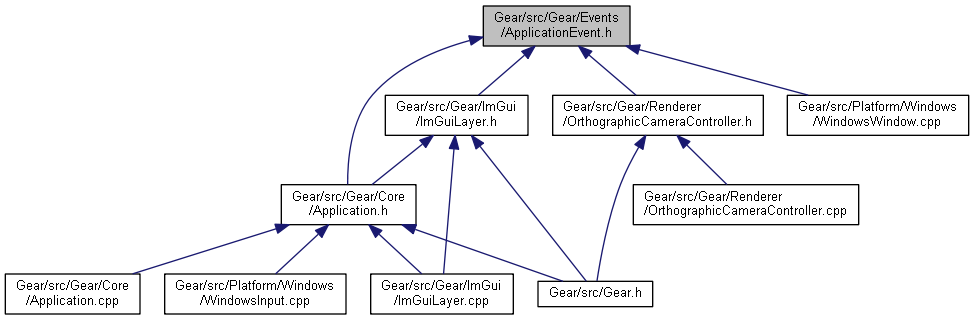 Gear/src/Gear/Events
/ApplicationEvent.h
Gear/src/Gear/ImGui
/ImGuiLayer.h
Gear/src/Gear/Renderer
/OrthographicCameraController.h
Gear/src/Platform/Windows
/WindowsWindow.cpp
Gear/src/Gear/Core
/Application.h
Gear/src/Gear/Renderer
/OrthographicCameraController.cpp
Gear/src/Gear/Core
/Application.cpp
Gear/src/Platform/Windows
/WindowsInput.cpp
Gear/src/Gear/ImGui
/ImGuiLayer.cpp
Gear/src/Gear.h